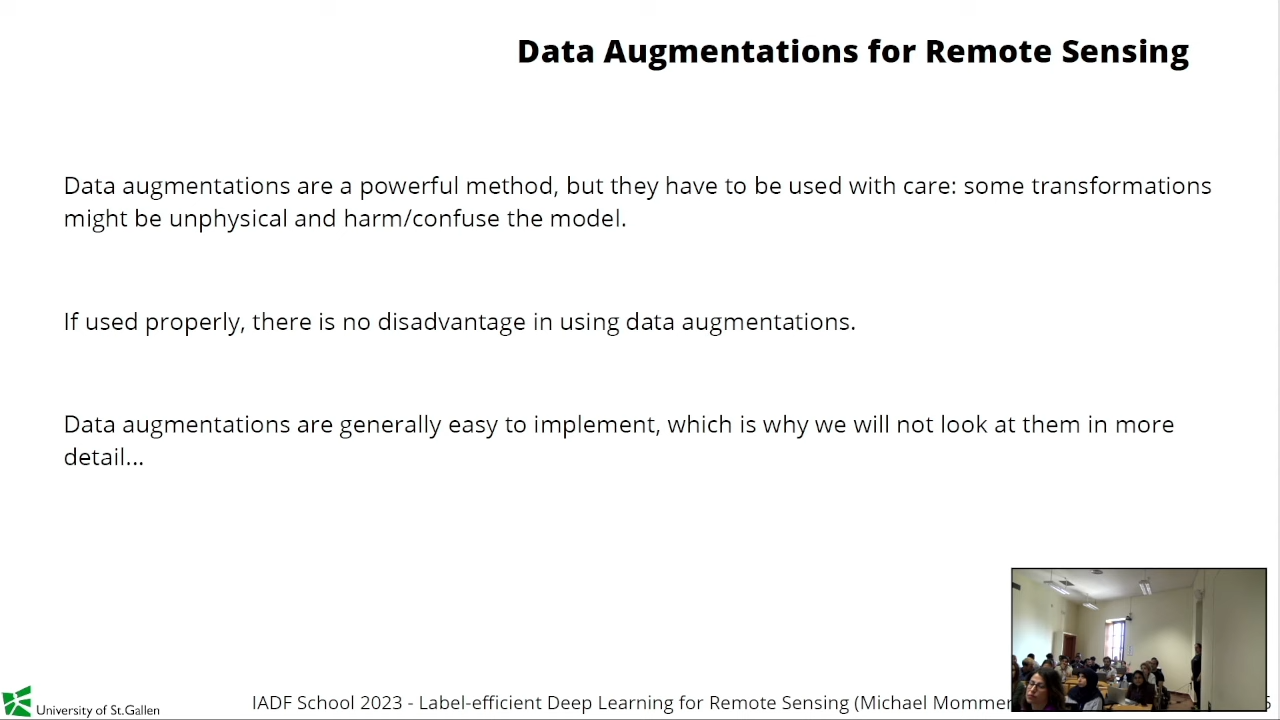 Data Augmentations for Remote Sensing
Data augmentations are a powerful method, but they have to be used with care: some transformations
might be unphysical and harm/confuse the model.
If used properly, there is no disadvantage in using data augmentations.
Data augmentations are generally easy to implement, which is why we will not look at them in more
detail...
University of St.Gallen
IADF School 2023 - Label-efficient Deep Learning for Remote Sensing (Michael